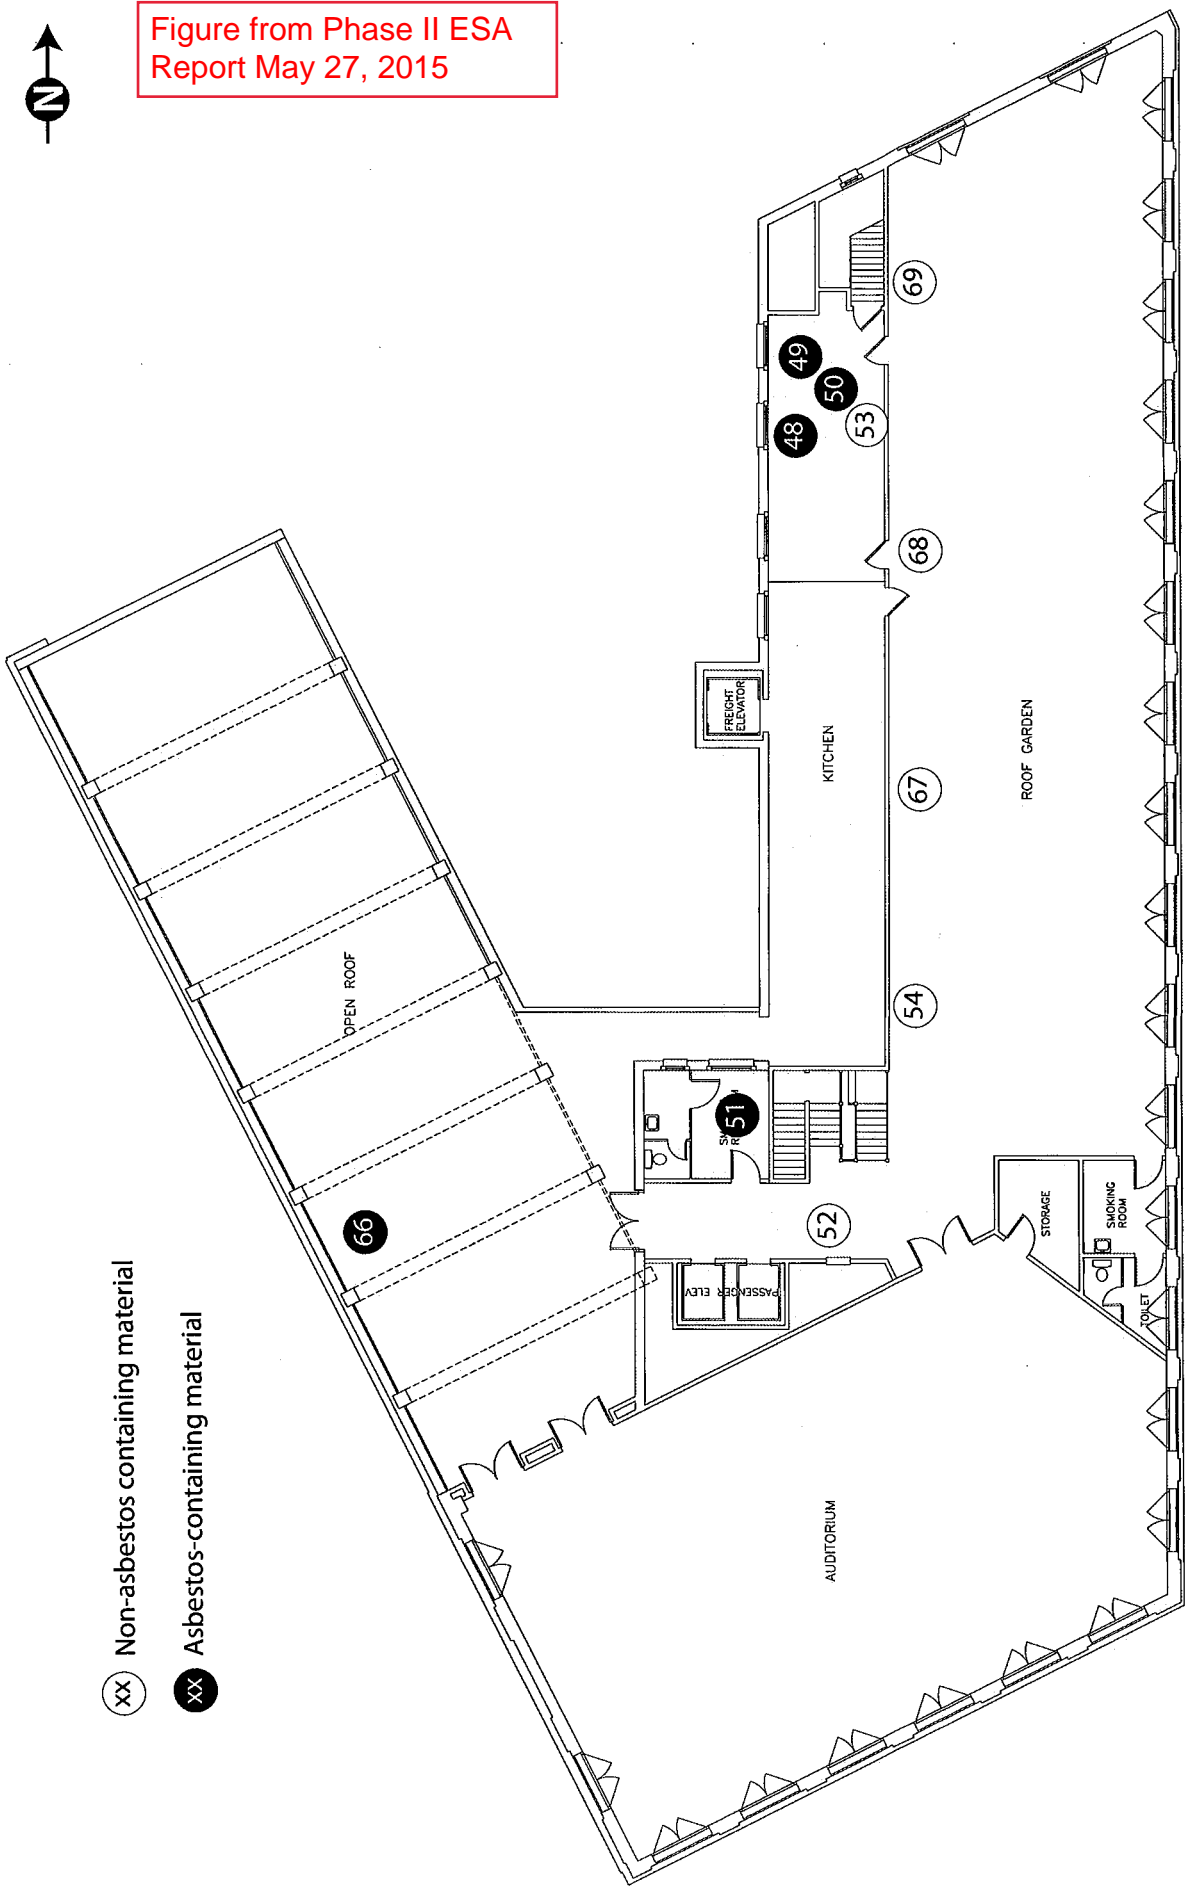 Figure from Phase II ESA
Report May 27, 2015
N
XX Non-asbestos containing material
XX Asbestos-containing material
69
49
50
48
53
68
FREIGHT
ELEVATOR
KITCHEN
67
ROOF GARDEN
OPEN ROOF
54
51
66
52
STORAGE
SMOKING
ROOM
PASSENGER ELEV
TOILET
AUDITORIUM